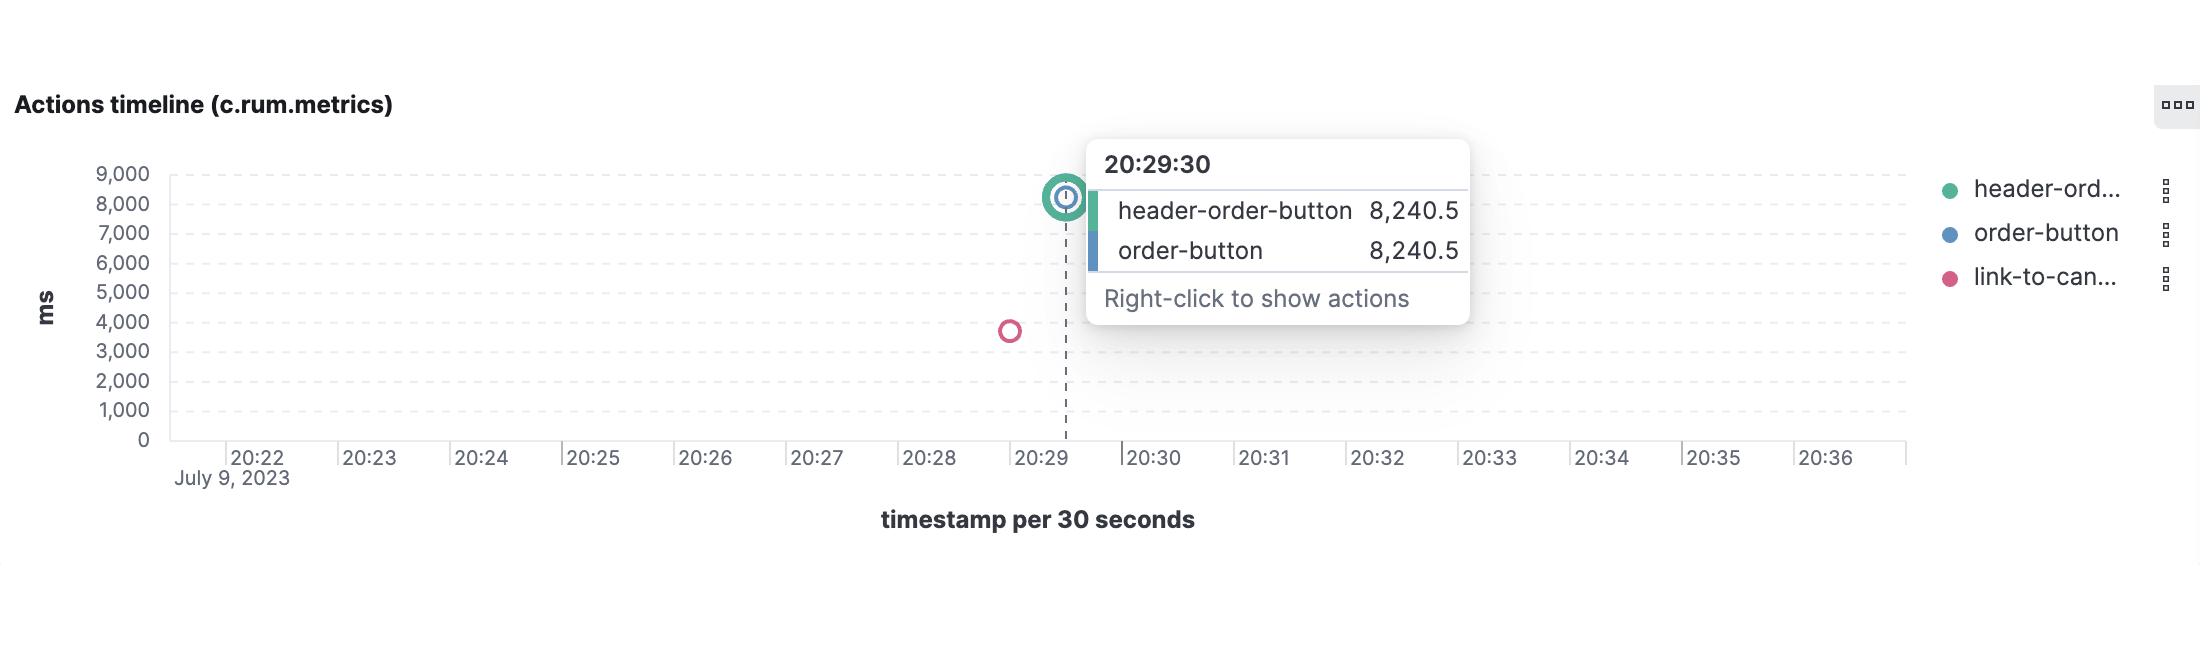 Actions timeline (c.rum.metrics)
9,000
8,000
7,000
6,000
5,000
4,000
3,000
2,000
1,000
0
ms
20:29:30
header-order-button 8,240.5
order-button 8,240.5
Right-click to show actions
header-ord...
order-button
link-to-can...
20:22 20:23 20:24 20:25 20:26 20:27 20:28 20:29 20:30 20:31 20:32 20:33 20:34 20:35 20:36
July 9, 2023
timestamp per 30 seconds